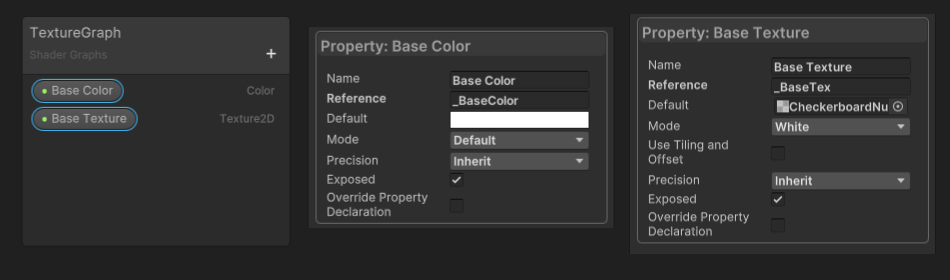 TextureGraph
Shader Graphs
+
Base Color Color
Base Texture Texture2D
Property: Base Color
Name Base Color
Reference _BaseColor
Default
Mode Default
Precision Inherit
Exposed
Override Property
Declaration
Property: Base Texture
Name Base Texture
Reference _BaseTex
Default CheckerboardNu
Mode White
Use Tiling and
Offset
Precision Inherit
Exposed
Override Property
Declaration